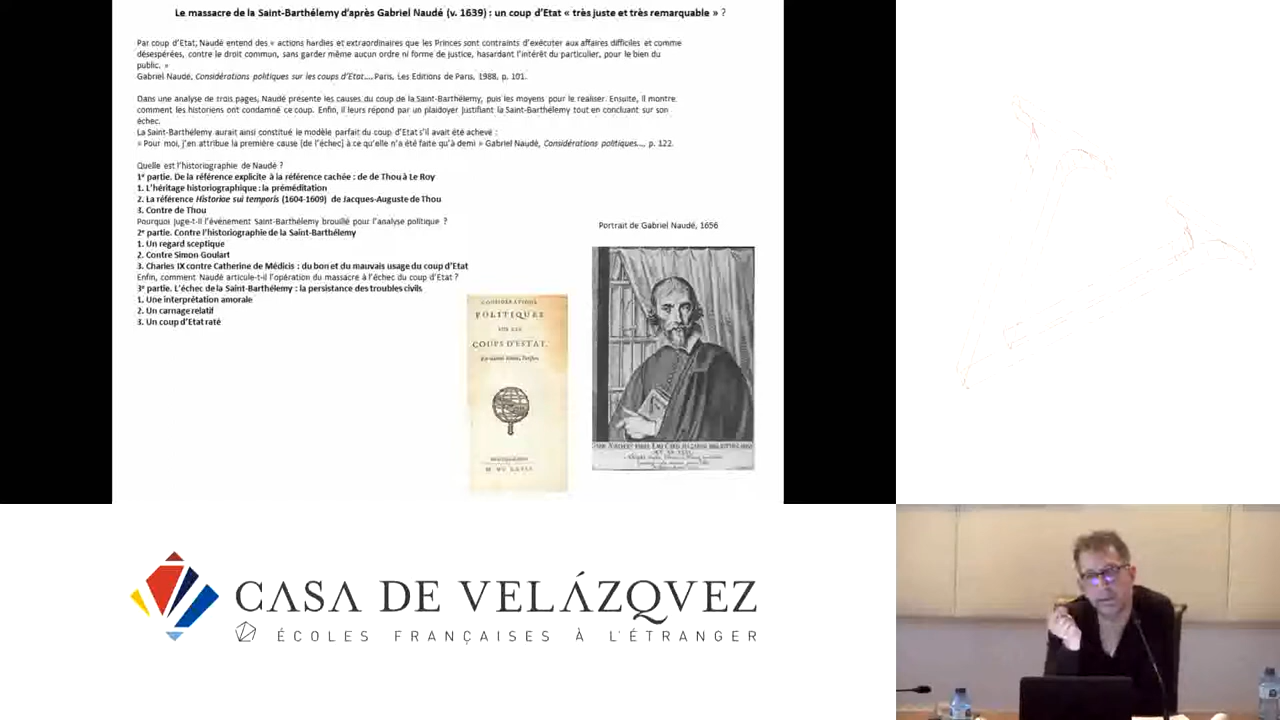 Le massacre de la Saint-Barthélemy d'après Gabriel Naudé (v. 1639) : un coup d'Etat « très juste et très remarquable » ?
Par coup d'Etat, Naudé entend des « actions hardies et extraordinaires que les Princes sont contraints d'exécuter aux affaires difficiles et comme
désespérées, contre le droit commun, sans garder même aucun ordre ni forme de justice, hasardant l'intérêt du particulier, pour le bien du
public. »
Gabriel Naudé, Considérations politiques sur les coups d'Etat..., Paris, Les Editions de Paris, 1988, p. 101.
Dans une analyse de trois pages, Naudé présente les causes du coup de la Saint-Barthélemy, puis les moyens pour le réaliser. Ensuite, il montre
comment les historiens ont condamné ce coup. Enfin, il leurs répond par un plaidoyer justifiant la Saint-Barthélemy tout en concluant sur son
échec.
La Saint-Barthélemy aurait ainsi constitué le modèle parfait du coup d'Etat s'il avait été achevé :
« Pour moi, j'en attribue la première cause [de l'échec] à ce qu'elle n'a été faite qu'à demi » Gabriel Naudé, Considérations politiques..., p. 122.
Quelle est l'historiographie de Naudé ?
1e partie. De la référence explicite à la référence cachée : de de Thou à Le Roy
1. L'héritage historiographique : la préméditation
2. La référence Historiae sui temporis (1604-1609) de Jacques-Auguste de Thou
3. Contre de Thou
Pourquoi juge-t-il l'événement Saint-Barthélemy brouillé pour l'analyse politique ?
2e partie. Contre l'historiographie de la Saint-Barthélemy
1. Un regard sceptique
2. Contre Simon Goulart
3. Charles IX contre Catherine de Médicis : du bon et du mauvais usage du coup d'Etat
Enfin, comment Naudé articule-t-il l'opération du massacre à l'échec du coup d'Etat ?
3e partie. L'échec de la Saint-Barthélemy : la persistance des troubles civils
1. Une interprétation amorale
2. Un carnage relatif
3. Un coup d'Etat raté
Portrait de Gabriel Naudé, 1656
POLITIQUES
SUR LES
COUPS D'ESTAT.
CASA DE VELÁZQVEZ
ÉCOLES FRANÇAISES À L'ÉTRANGER